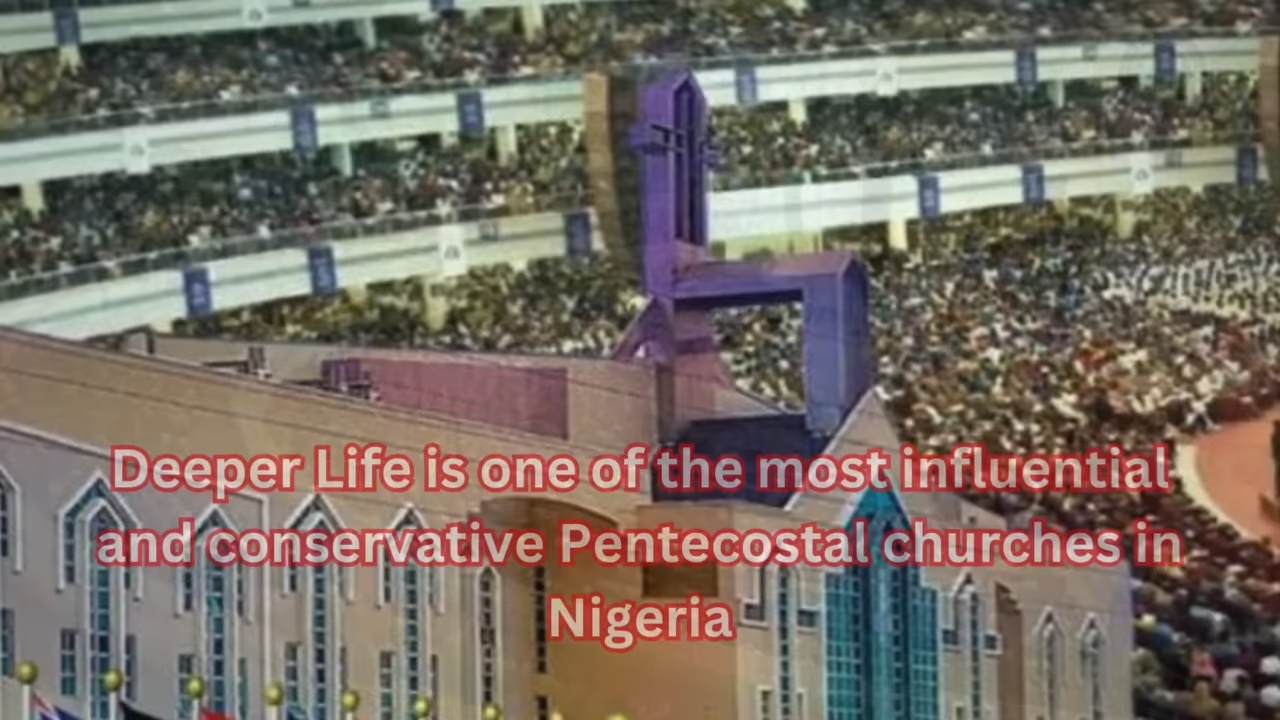 Deeper Life is one of the most influential
and conservative Pentecostal churches in
Nigeria